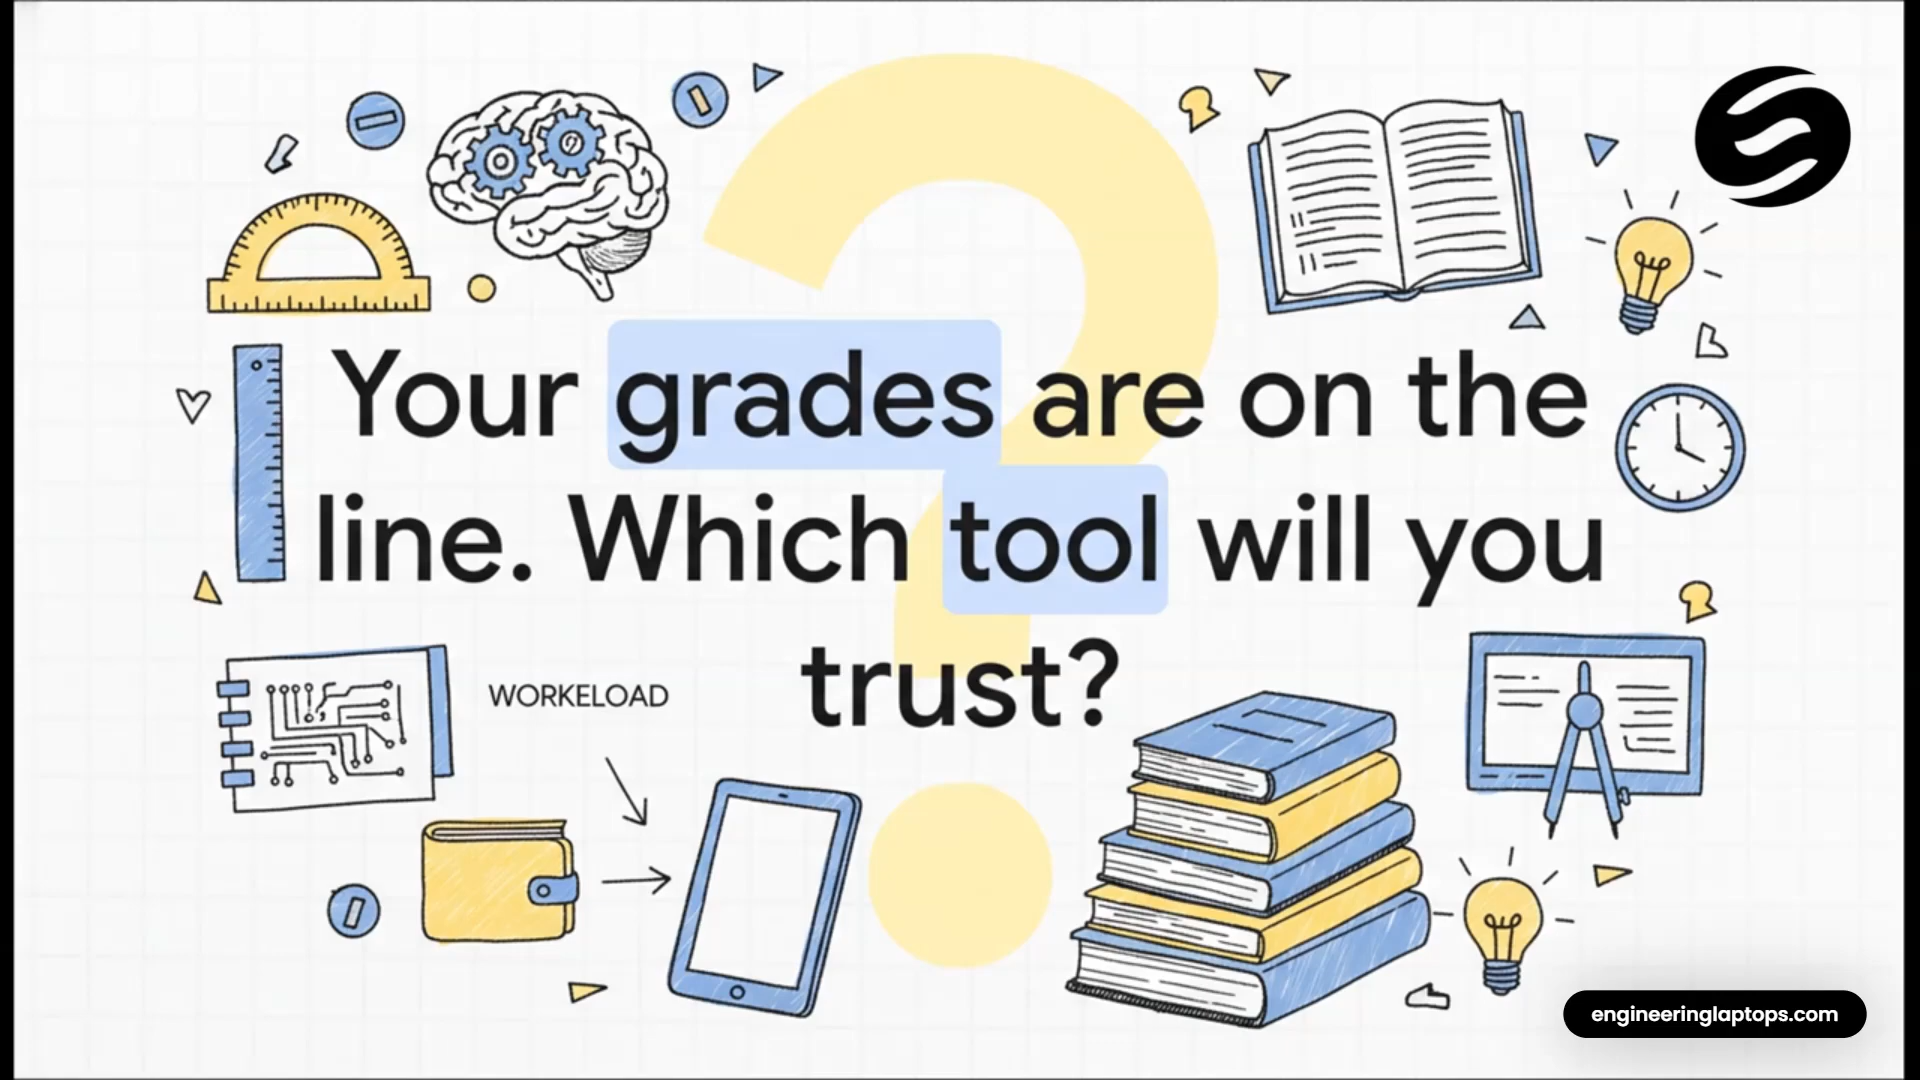 Your grades are on the
line. Which tool will you
trust?
WORKELOAD
engineeringlaptops.com